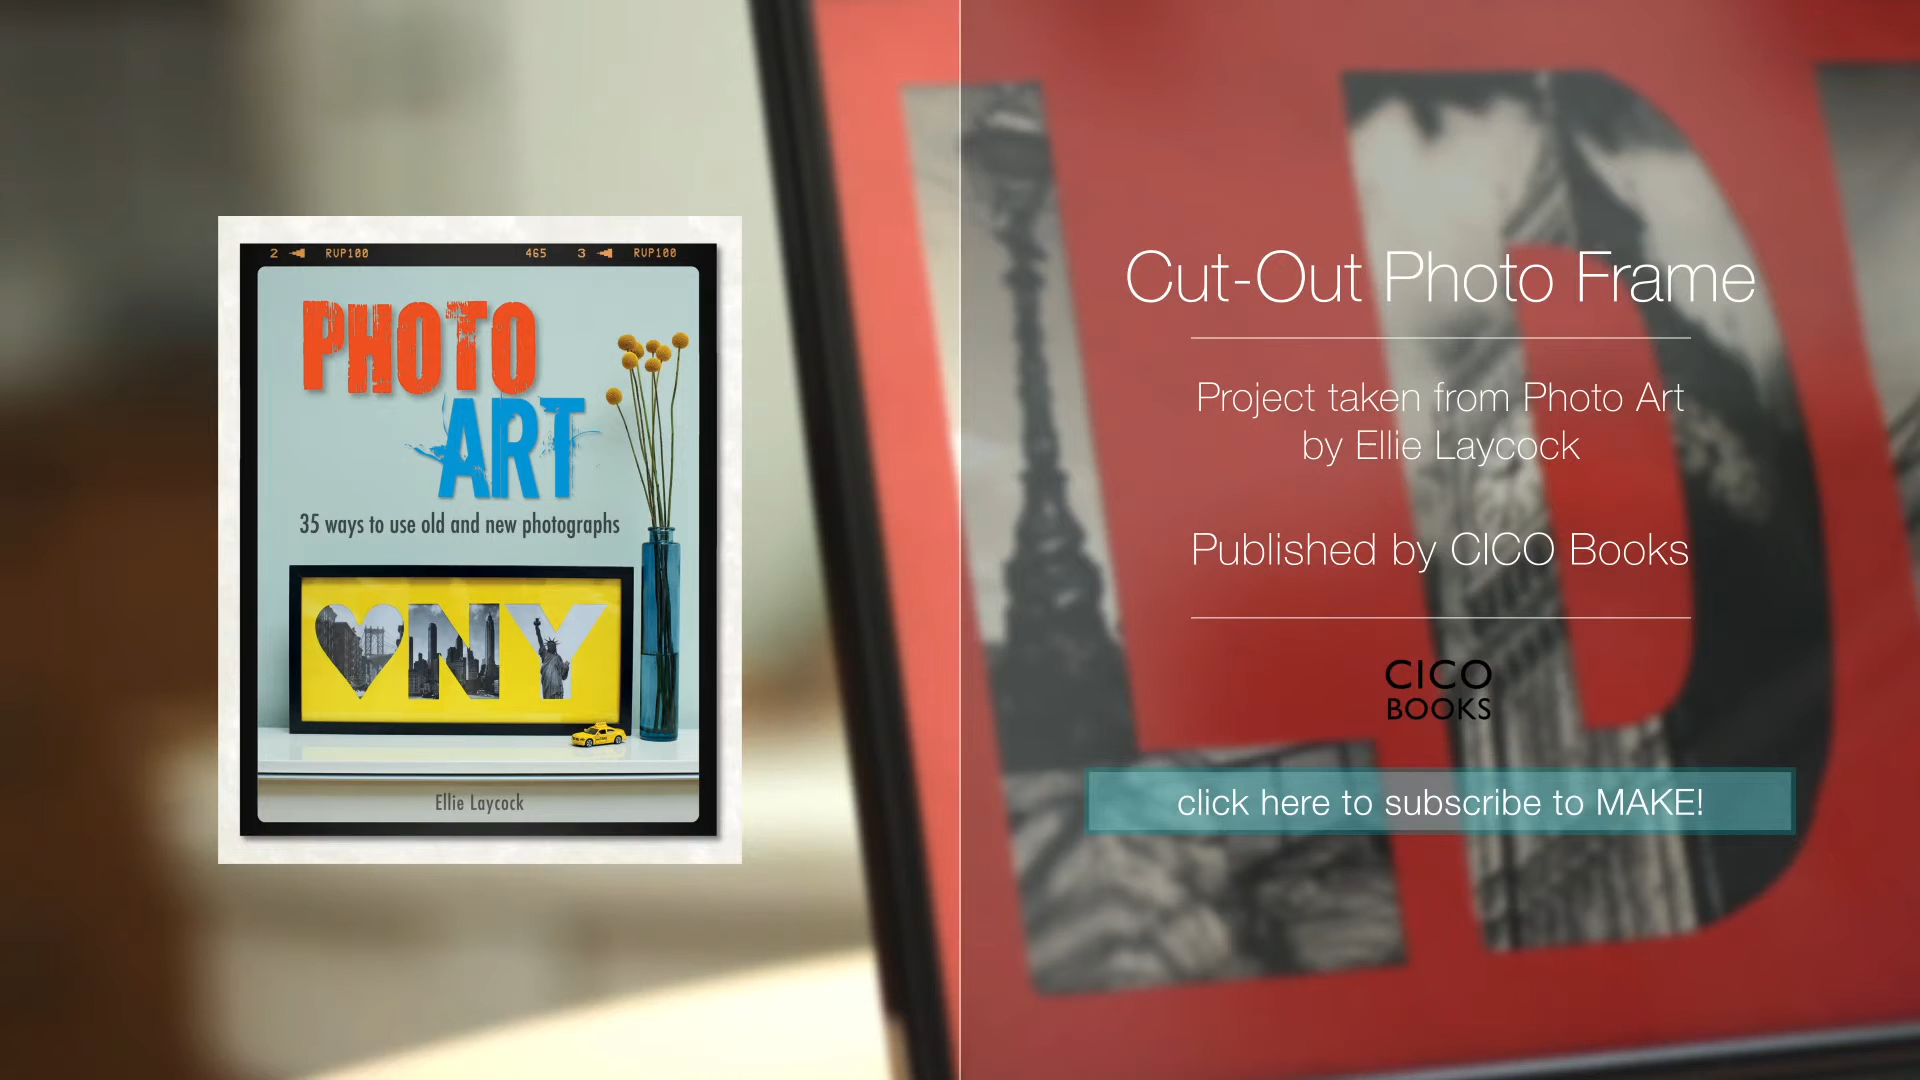 2 RVP100 465 3 RVP100
PHOTO
ART
35 ways to use old and new photographs
♥NY
Ellie Laycock
LD
Cut-Out Photo Frame
Project taken from Photo Art
by Ellie Laycock
Published by CICO Books
CICO
BOOKS
click here to subscribe to MAKE!